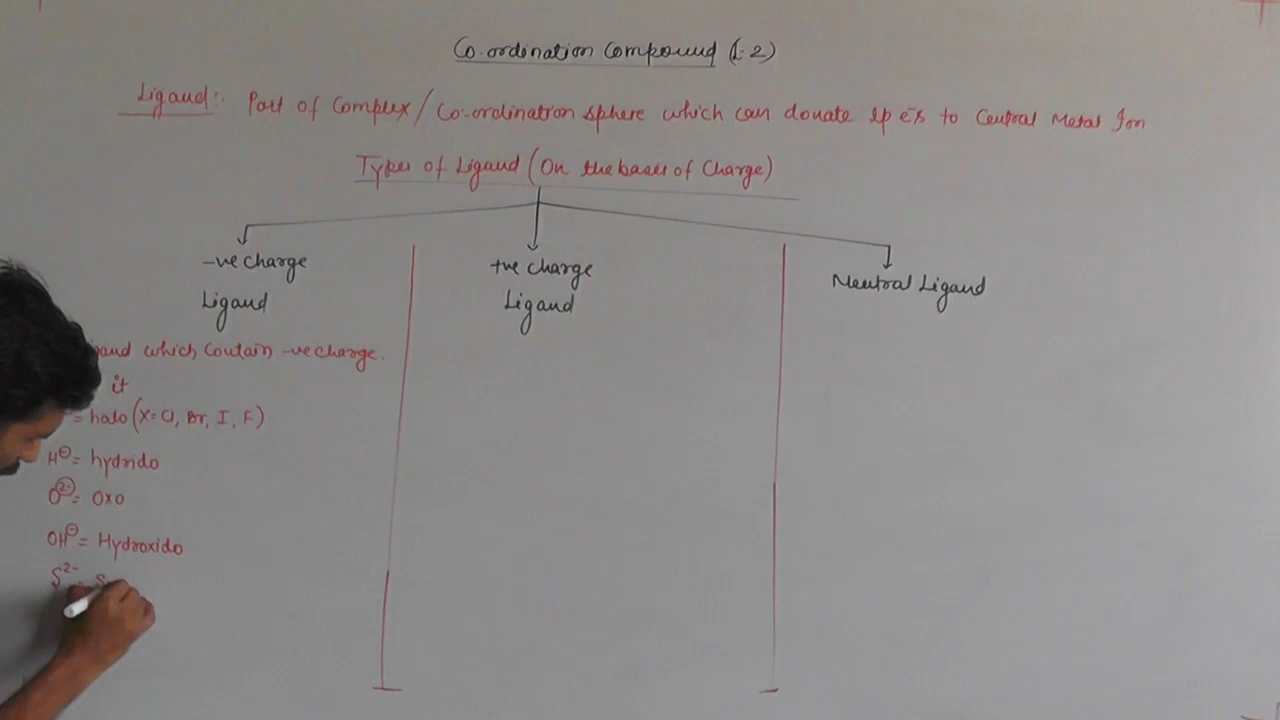 Co-ordination Compound (L-2)
Ligand:- Part of Complex/Co-ordination sphere which can donate lp ēs to Central Metal Ion
Types of Ligand (On the basis of Charge)
-ve charge
Ligand
+ve charge
Ligand
Neutral Ligand
which Contain -ve charge.
it
= halo (X=Cl, Br, I, F)
H⊖ = hydrido
O2- = Oxo
OH⊖ = Hydroxido
S2- = S